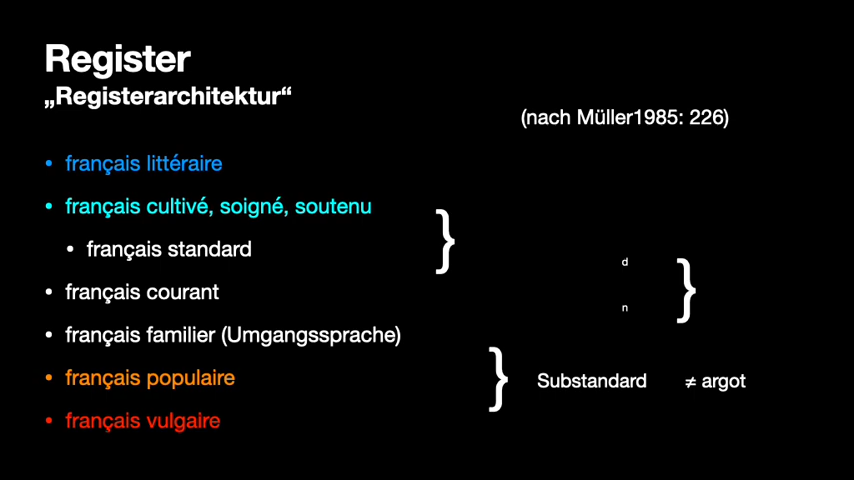 Register
„Registerarchitektur“
(nach Müller1985: 226)
• français littéraire
• français cultivé, soigné, soutenu
• français standard
• français courant
• français familier (Umgangssprache)
• français populaire
• français vulgaire
}
d
n
}
}
Substandard ≠ argot